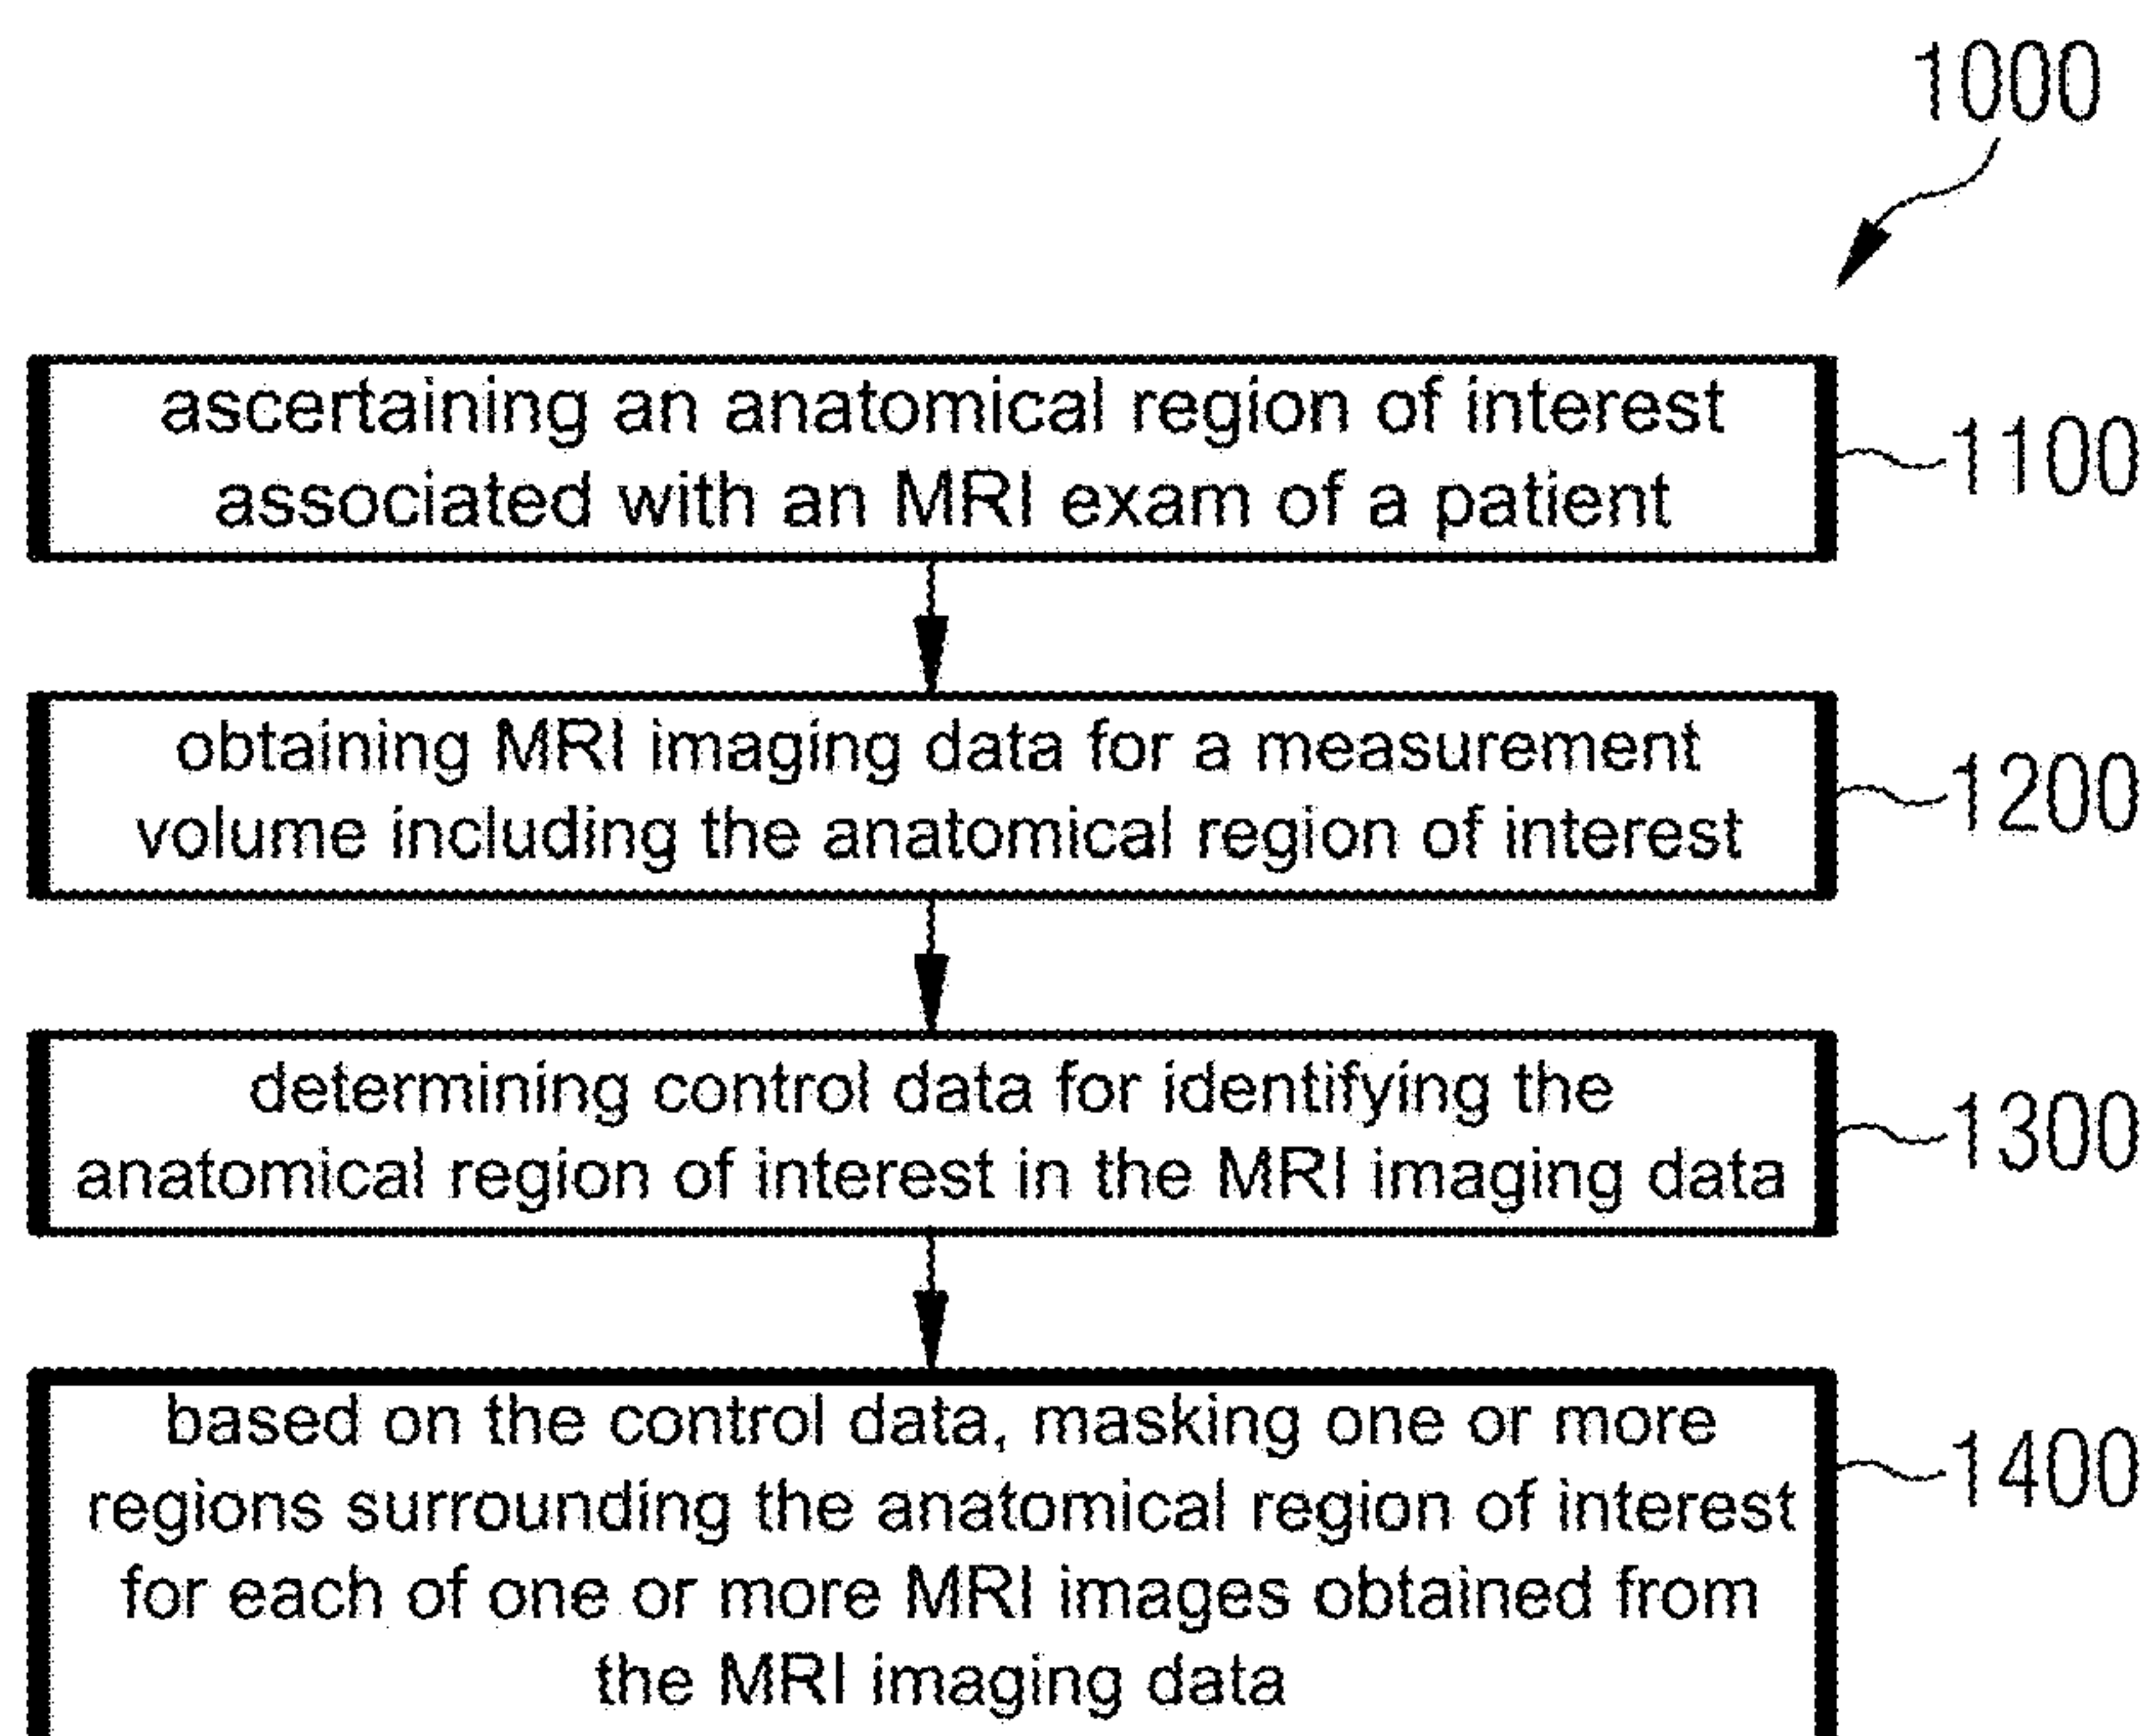 1000
ascertaining an anatomical region of interest
associated with an MRI exam of a patient
1100
obtaining MRI imaging data for a measurement
volume including the anatomical region of interest
1200
determining control data for identifying the
anatomical region of interest in the MRI imaging data
1300
based on the control data, masking one or more
regions surrounding the anatomical region of interest
for each of one or more MRI images obtained from
the MRI imaging data
1400